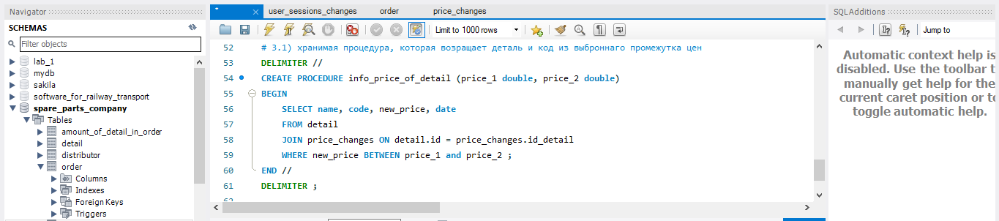 Navigator
SCHEMAS
Filter objects
lab_1
mydb
sakila
software_for_railway_transport
spare_parts_company
Tables
amount_of_detail_in_order
detail
distributor
order
Columns
Indexes
Foreign Keys
Triggers
* user_sessions_changes order price_changes
Limit to 1000 rows
52 # 3.1) хранимая процедура, которая возращает деталь и код из выброннаго промежутка цен
53 DELIMITER //
54 CREATE PROCEDURE info_price_of_detail (price_1 double, price_2 double)
55 BEGIN
56 SELECT name, code, new_price, date
57 FROM detail
58 JOIN price_changes ON detail.id = price_changes.id_detail
59 WHERE new_price BETWEEN price_1 and price_2 ;
60 END //
61 DELIMITER ;
SQLAdditions
Jump to
Automatic context help is
disabled. Use the toolbar t
manually get help for the
current caret position or to
toggle automatic help.